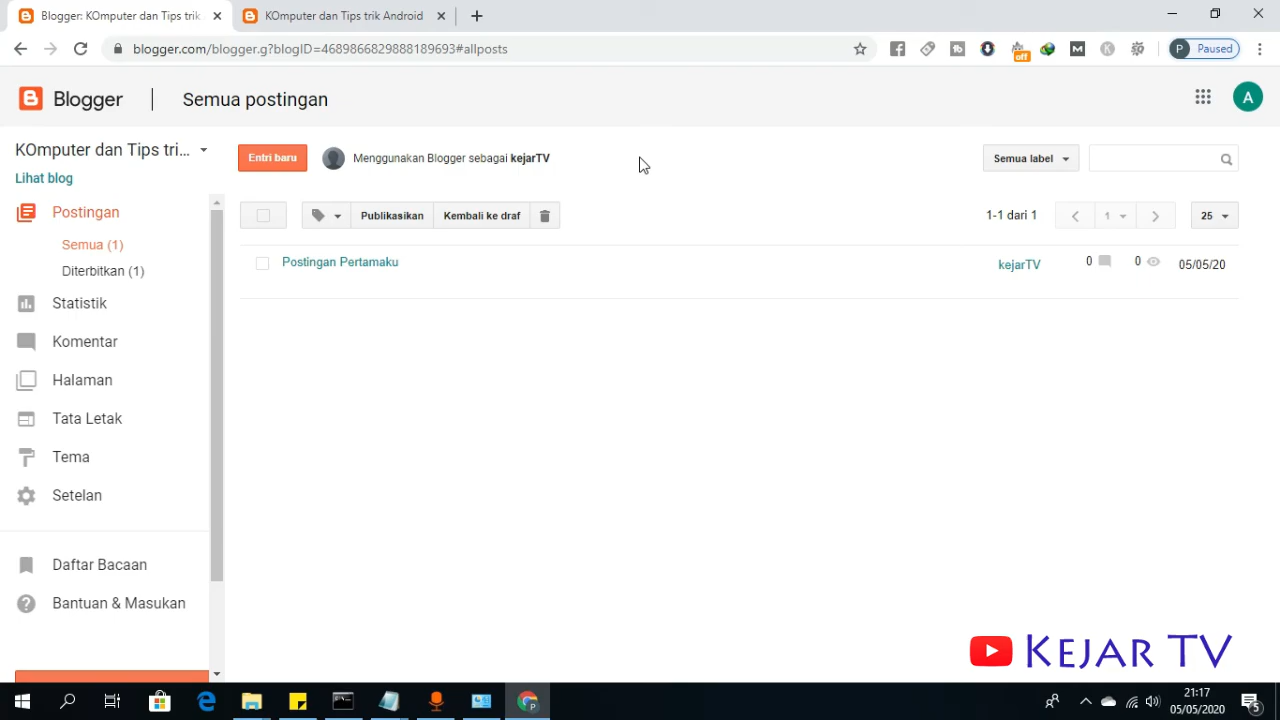 Blogger: KOmputer dan Tips trik
KOmputer dan Tips trik Android
blogger.com/blogger.g?blogID=4689866829888189693#allposts
off
M
K
P
Paused
Blogger
Semua postingan
A
KOmputer dan Tips tri...
Lihat blog
Entri baru
Menggunakan Blogger sebagai kejarTV
Semua label
Publikasikan
Kembali ke draf
1-1 dari 1
1
25
Postingan
Semua (1)
Diterbitkan (1)
Postingan Pertamaku
kejarTV
0
0
05/05/20
Statistik
Komentar
Halaman
Tata Letak
Tema
Setelan
Daftar Bacaan
Bantuan & Masukan
KEJAR TV
21:17
05/05/2020
5